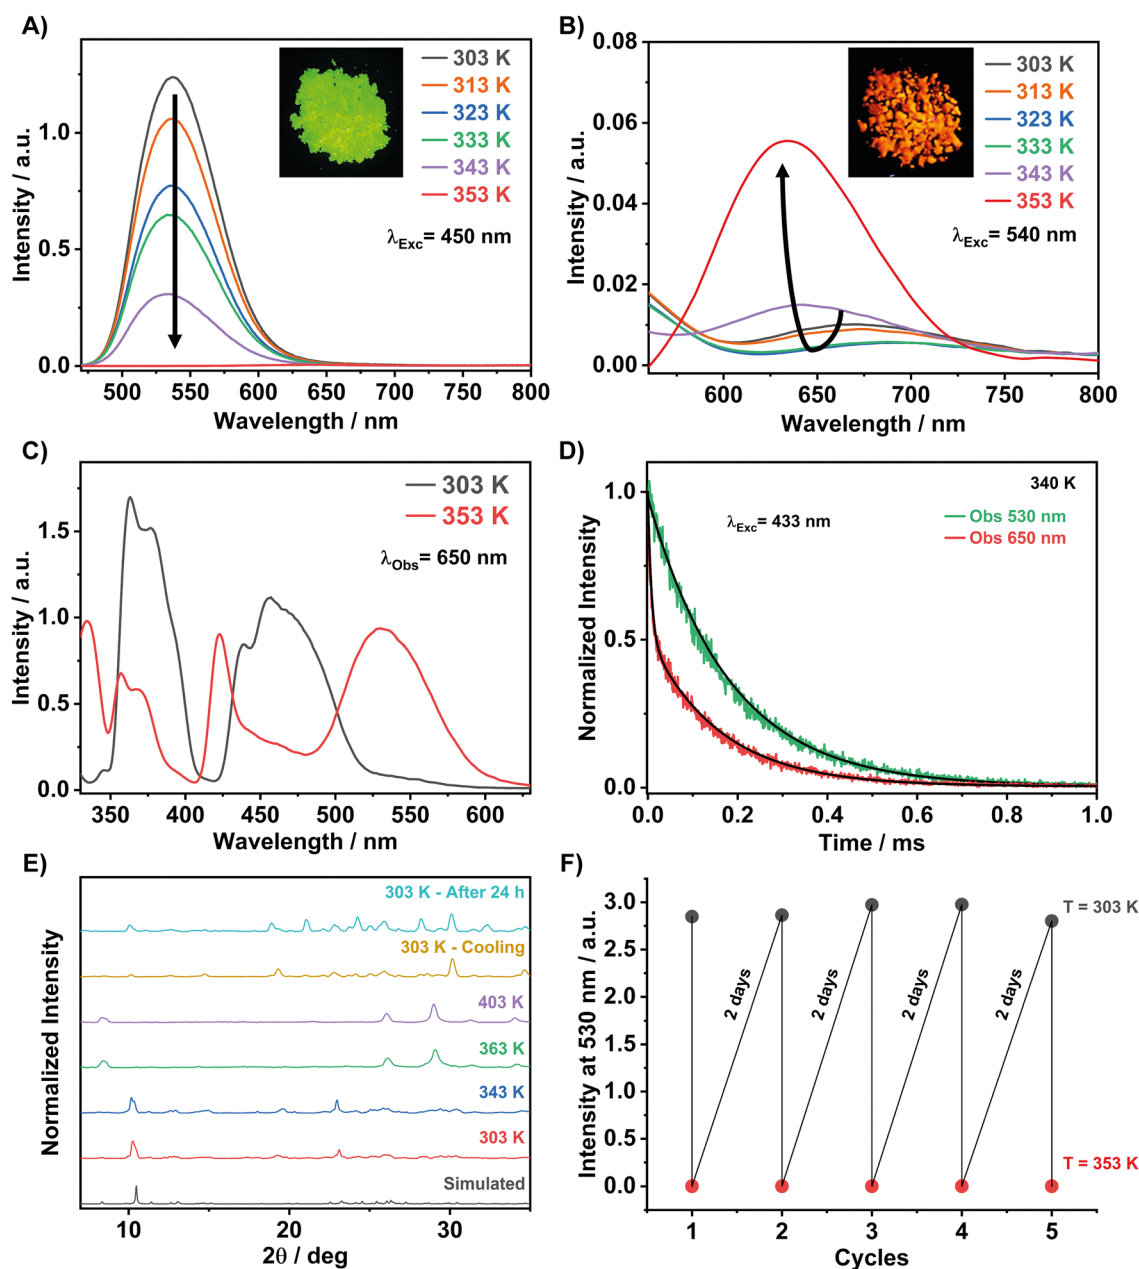 A)
303 K
313 K
323 K
333 K
343 K
353 K
λExc= 450 nm
Intensity / a.u.
1.0
0.5
0.0
500 550 600 650 700 750 800
Wavelength / nm
B)
303 K
313 K
323 K
333 K
343 K
353 K
λExc= 540 nm
Intensity / a.u.
0.08
0.06
0.04
0.02
0.00
600 650 700 750 800
Wavelength / nm
C)
303 K
353 K
λObs= 650 nm
Intensity / a.u.
1.5
1.0
0.5
0.0
350 400 450 500 550 600
Wavelength / nm
D)
340 K
λExc= 433 nm
Obs 530 nm
Obs 650 nm
Normalized Intensity
1.0
0.5
0.0
0.0 0.2 0.4 0.6 0.8 1.0
Time / ms
E)
303 K - After 24 h
303 K - Cooling
403 K
363 K
343 K
303 K
Simulated
Normalized Intensity
10 20 30
2θ / deg
F)
T = 303 K
2 days 2 days 2 days 2 days
T = 353 K
Intensity at 530 nm / a.u.
3.0
2.5
2.0
1.5
1.0
0.5
0.0
1 2 3 4 5
Cycles